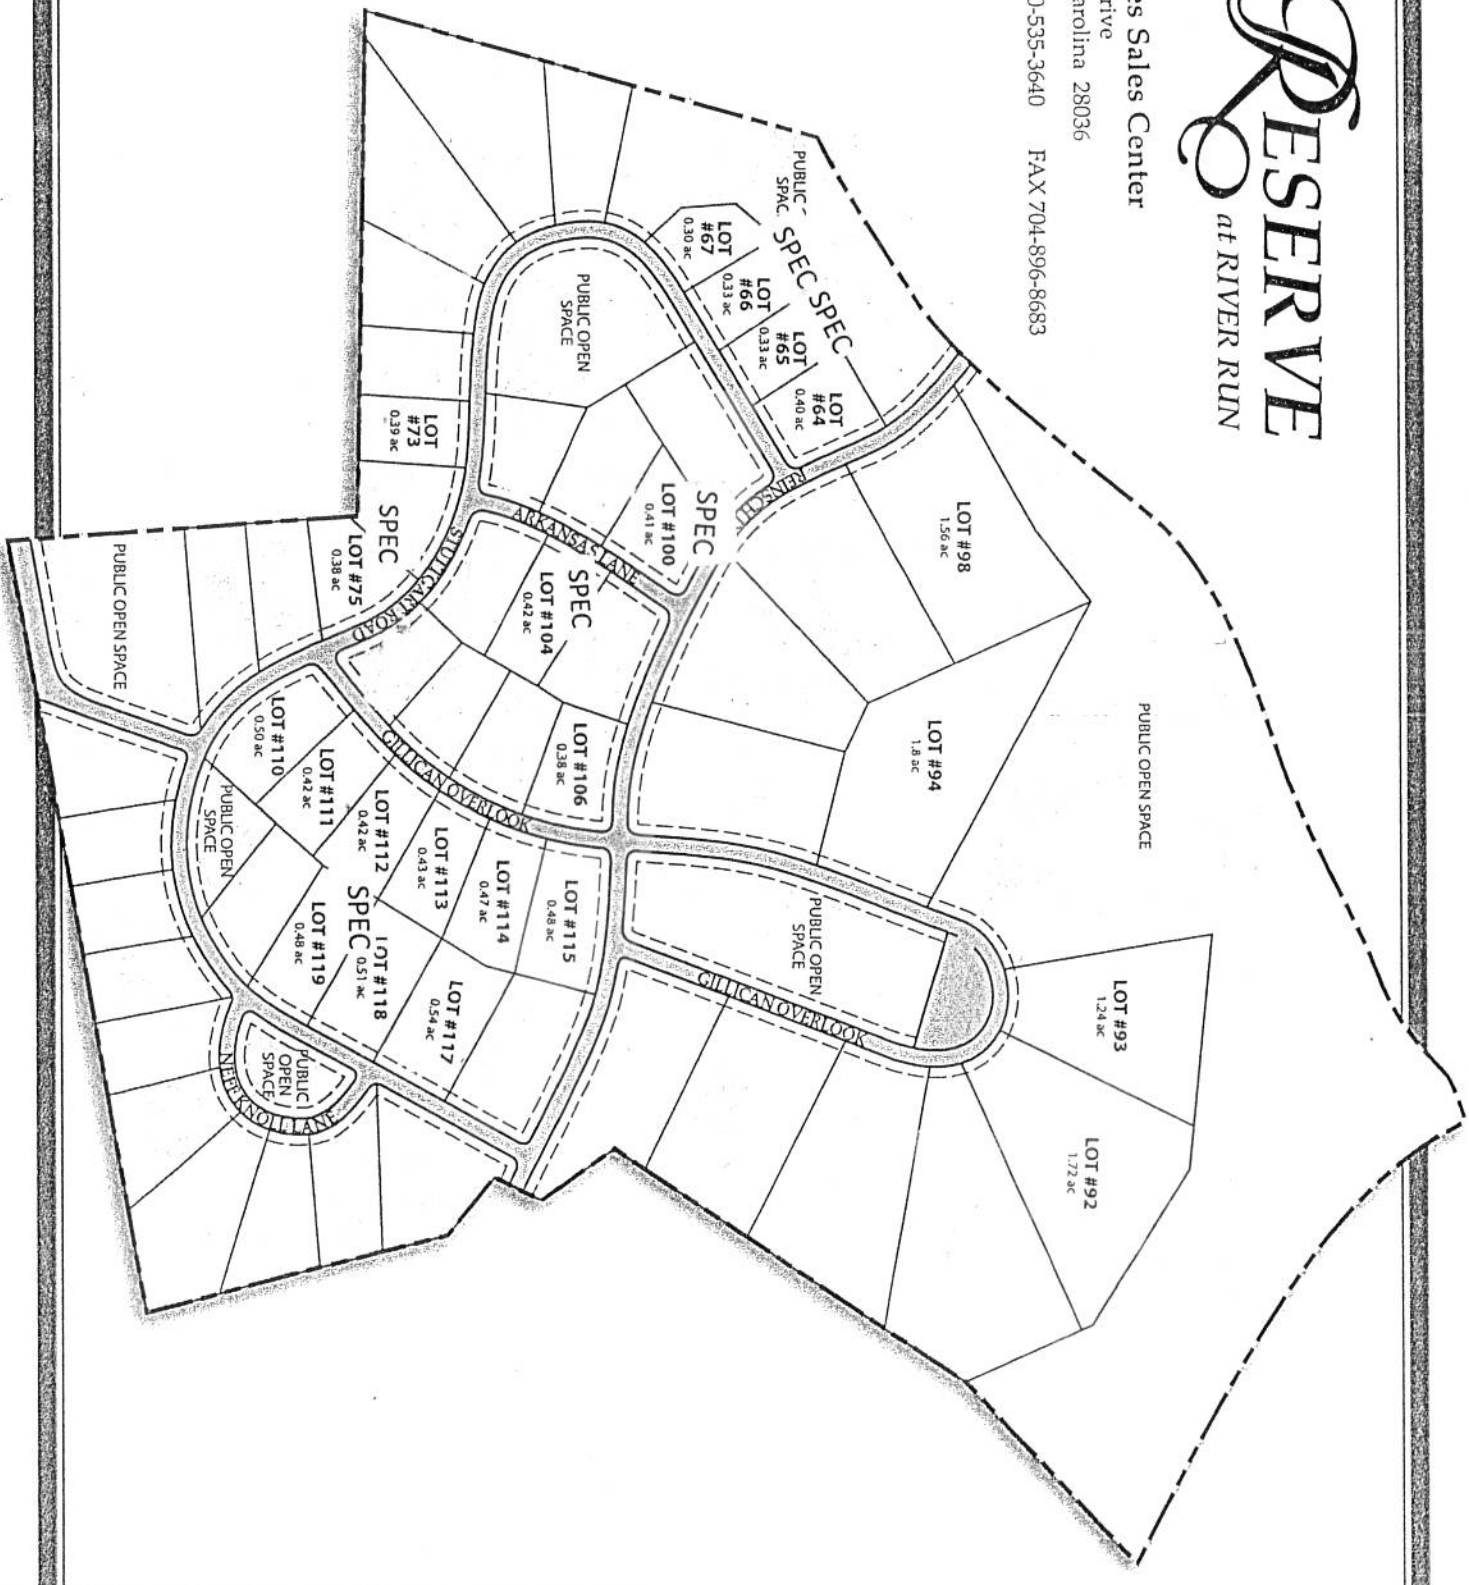 RESERVE
at RIVER RUN
Sales Center
Carolina 28036
535-3640 FAX 704-896-8683
PUBLIC OPEN SPACE
LOT #93
1.24 ac
LOT #92
1.72 ac
LOT #98
1.56 ac
LOT #94
1.8 ac
PUBLIC
SPAC
SPEC SPEC
LOT
#67
0.30 ac
LOT
#66
0.33 ac
LOT
#65
0.33 ac
LOT
#64
0.40 ac
REINSCH
PUBLIC OPEN
SPACE
GILLICAN OVERLOOK
PUBLIC OPEN
SPACE
SPEC
LOT #100
0.41 ac
ARKANSAS LANE
SPEC
LOT #104
0.42 ac
LOT #106
0.38 ac
GILLICAN OVERLOOK
LOT #115
0.48 ac
LOT #114
0.47 ac
LOT #113
0.43 ac
LOT #117
0.54 ac
LOT
#73
0.39 ac
SPEC
LOT #75
0.38 ac
STUTTGART ROAD
LOT #112
0.42 ac
LOT #111
0.42 ac
LOT #110
0.50 ac
SPEC
LOT #118
0.51 ac
LOT #119
0.48 ac
PUBLIC OPEN
SPACE
PUBLIC
OPEN
SPACE
NEFF KNOLL LANE
PUBLIC OPEN SPACE